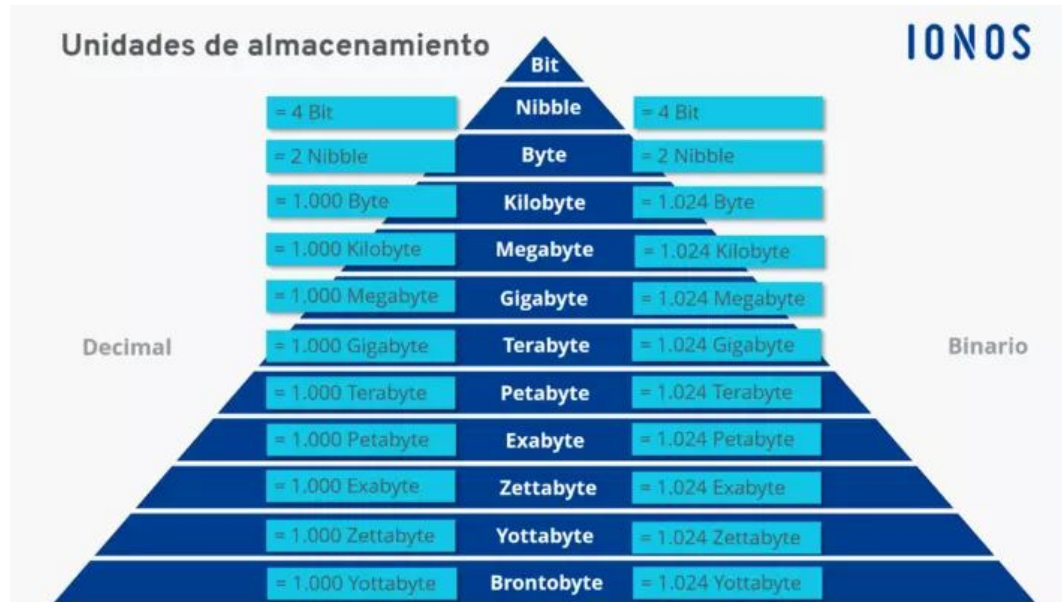 Unidades de almacenamiento
IONOS
Bit
= 4 Bit Nibble = 4 Bit
= 2 Nibble Byte = 2 Nibble
= 1.000 Byte Kilobyte = 1.024 Byte
= 1.000 Kilobyte Megabyte = 1.024 Kilobyte
= 1.000 Megabyte Gigabyte = 1.024 Megabyte
Decimal = 1.000 Gigabyte Terabyte = 1.024 Gigabyte Binario
= 1.000 Terabyte Petabyte = 1.024 Terabyte
= 1.000 Petabyte Exabyte = 1.024 Petabyte
= 1.000 Exabyte Zettabyte = 1.024 Exabyte
= 1.000 Zettabyte Yottabyte = 1.024 Zettabyte
= 1.000 Yottabyte Brontobyte = 1.024 Yottabyte